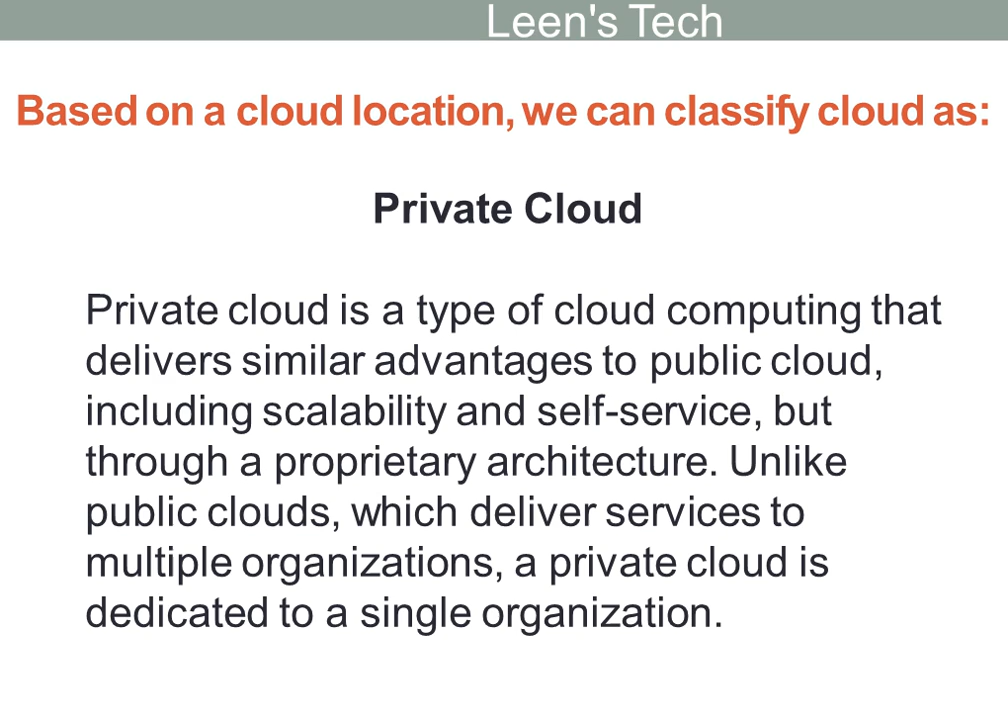 Leen's Tech
Based on a cloud location, we can classify cloud as:
Private Cloud
Private cloud is a type of cloud computing that
delivers similar advantages to public cloud,
including scalability and self-service, but
through a proprietary architecture. Unlike
public clouds, which deliver services to
multiple organizations, a private cloud is
dedicated to a single organization.